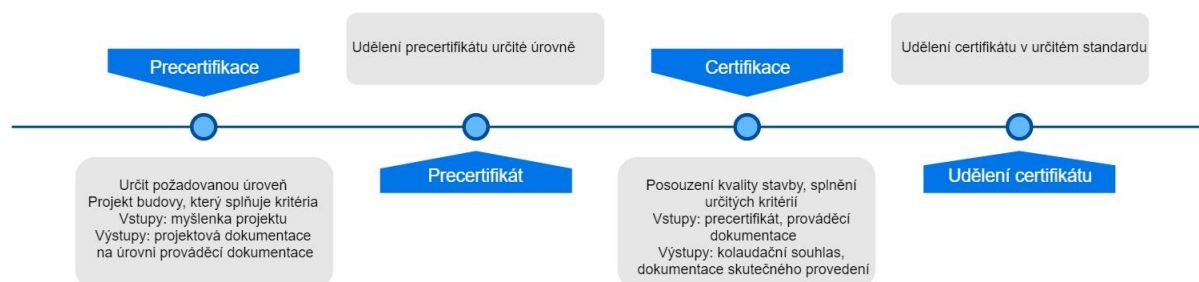 Precertifikace
Určit požadovanou úroveň
Projekt budovy, který splňuje kritéria
Vstupy: myšlenka projektu
Výstupy: projektová dokumentace
na úrovni prováděcí dokumentace
Udělení precertifikátu určité úrovně
Precertifikát
Certifikace
Posouzení kvality stavby, splnění
určitých kritérií
Vstupy: precertifikát, prováděcí
dokumentace
Výstupy: kolaudační souhlas,
dokumentace skutečného provedení
Udělení certifikátu v určitém standardu
Udělení certifikátu